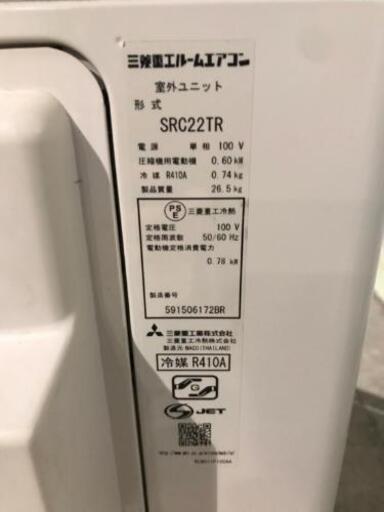 三菱重工ルームエアコン
室外ユニット
形式
SRC22TR
電源 単相 100 V
圧縮機用電動機 0.60 kW
冷媒 R410A 0.74 kg
製品質量 26.5 kg
PSE 三菱重工冷熱
定格電圧 100 V
定格周波数 50/60 Hz
電動機定格消費電力
0.78 kW
製造番号
591506172BR
三菱重工業株式会社
三菱重工冷熱株式会社
製造元 MACO (THAILAND)
冷媒 R410A
G
S JET